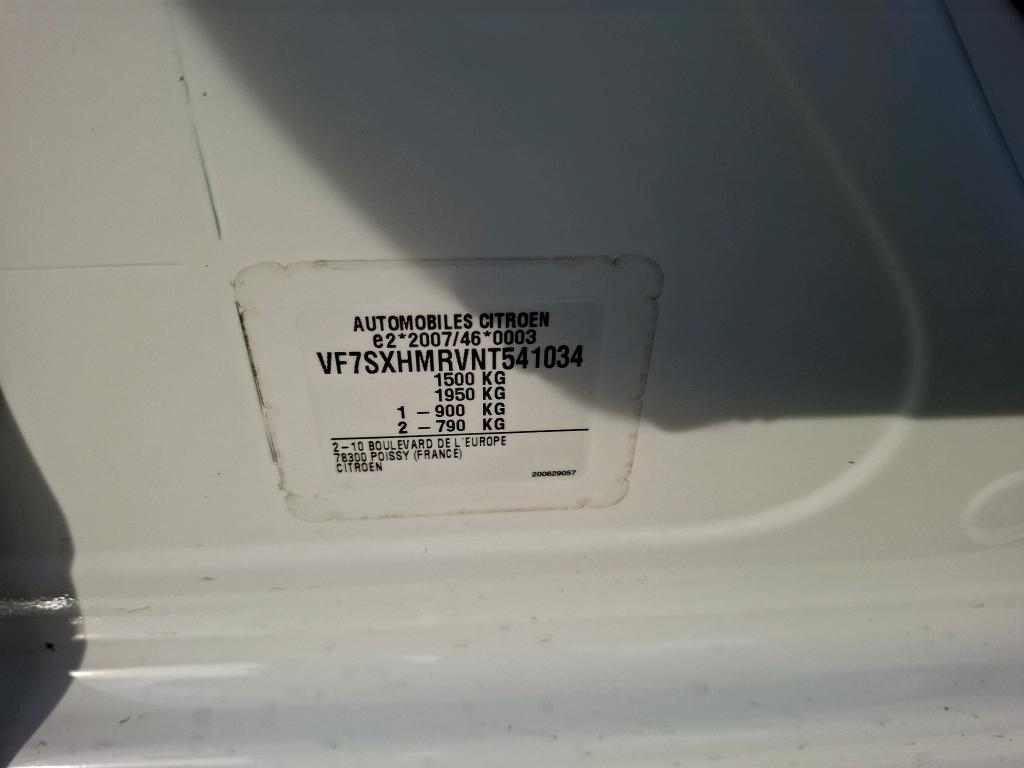 AUTOMOBILES CITROEN
e2*2007/46*0003
VF7SXHMRVNT541034
1500 KG
1950 KG
1 – 900 KG
2 – 790 KG
2–10 BOULEVARD DE L'EUROPE
78300 POISSY (FRANCE)
CITROEN
200629057